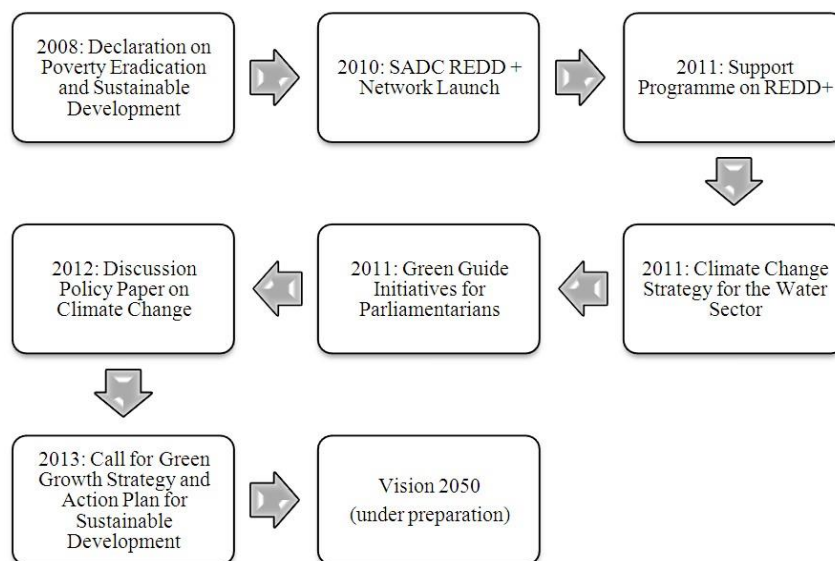 2008: Declaration on
Poverty Eradication
and Sustainable
Development
2010: SADC REDD +
Network Launch
2011: Support
Programme on REDD+
2011: Climate Change
Strategy for the Water
Sector
2011: Green Guide
Initiatives for
Parliamentarians
2012: Discussion
Policy Paper on
Climate Change
2013: Call for Green
Growth Strategy and
Action Plan for
Sustainable
Development
Vision 2050
(under preparation)